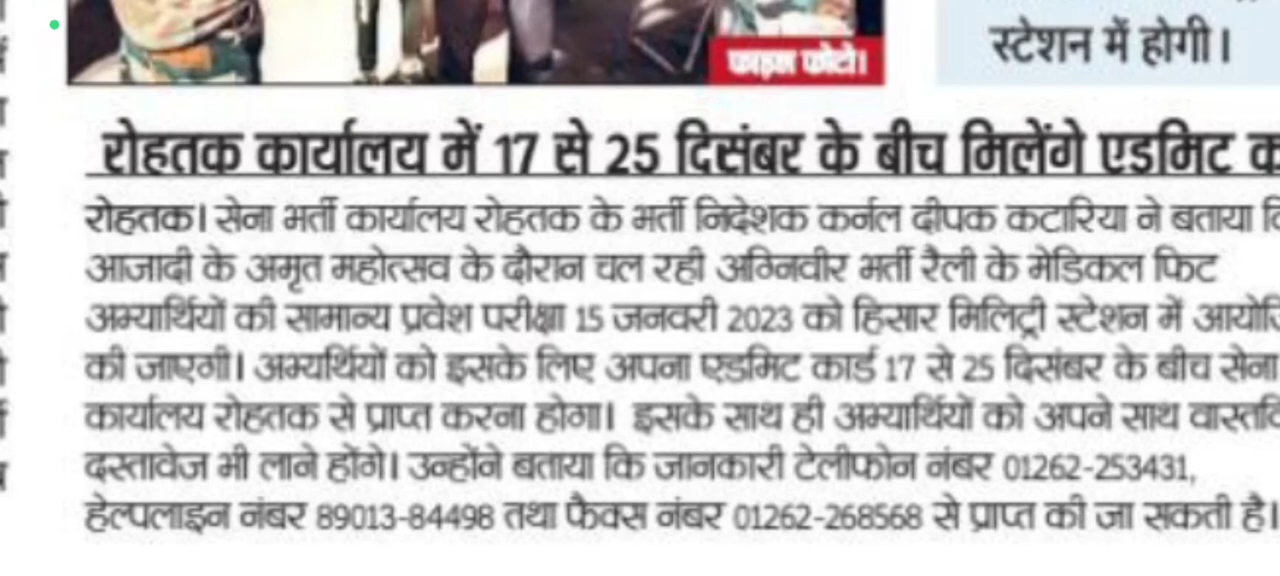 स्टेशन में होगी।
फाइल फोटो।
रोहतक कार्यालय में 17 से 25 दिसंबर के बीच मिलेंगे एडमिट
रोहतक। सेना भर्ती कार्यालय रोहतक के भर्ती निदेशक कर्नल दीपक कटारिया ने बताया
आजादी के अमृत महोत्सव के दौरान चल रही अग्निवीर भर्ती रैली के मेडिकल फिट
अभ्यार्थियों की सामान्य प्रवेश परीक्षा 15 जनवरी 2023 को हिसार मिलिट्री स्टेशन में
की जाएगी। अभ्यर्थियों को इसके लिए अपना एडमिट कार्ड 17 से 25 दिसंबर के बीच सेना
कार्यालय रोहतक से प्राप्त करना होगा। इसके साथ ही अभ्यार्थियों को अपने साथ
दस्तावेज भी लाने होंगे। उन्होंने बताया कि जानकारी टेलीफोन नंबर 01262-253431,
हेल्पलाइन नंबर 89013-84498 तथा फैक्स नंबर 01262-268568 से प्राप्त की जा सकती है।